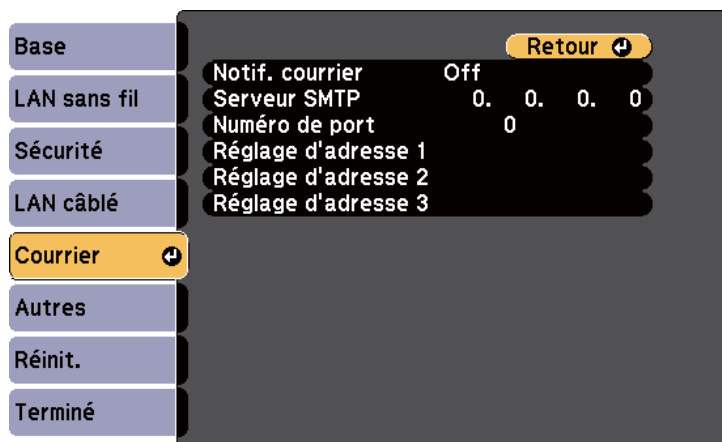 Base
LAN sans fil
Sécurité
LAN câblé
Courrier
Autres
Réinit.
Terminé
Retour
Notif. courrier Off
Serveur SMTP 0. 0. 0. 0
Numéro de port 0
Réglage d'adresse 1
Réglage d'adresse 2
Réglage d'adresse 3